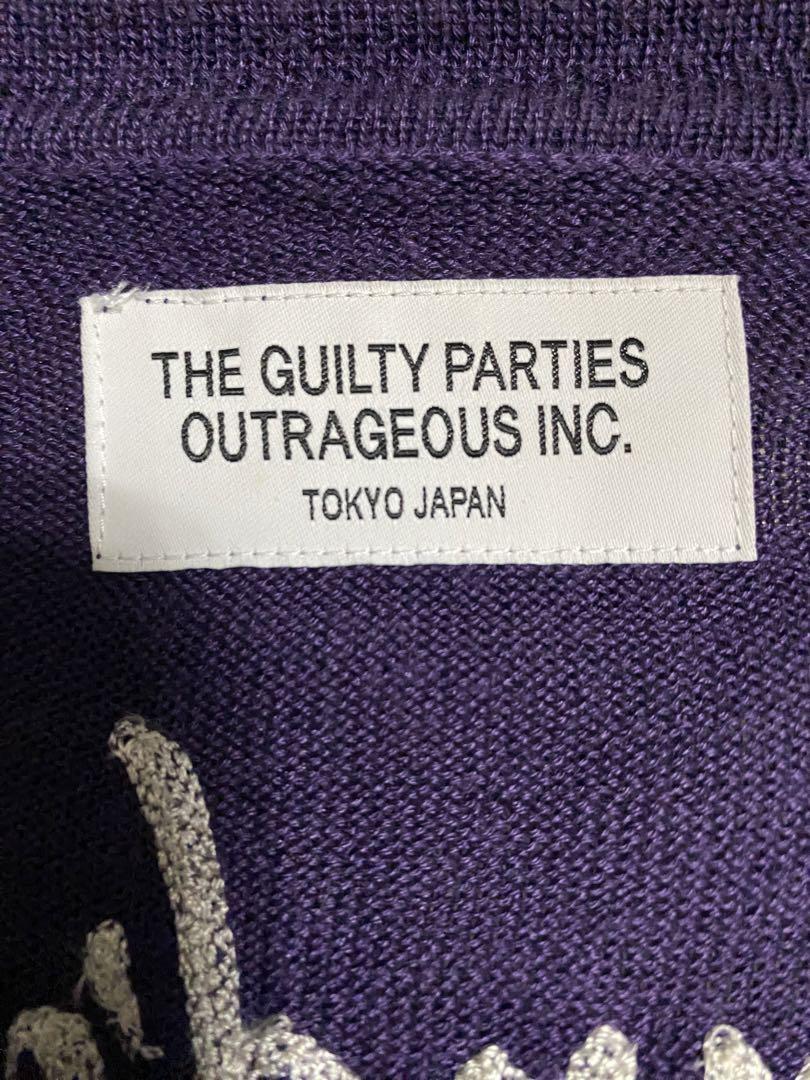 THE GUILTY PARTIES
OUTRAGEOUS INC.
TOKYO JAPAN